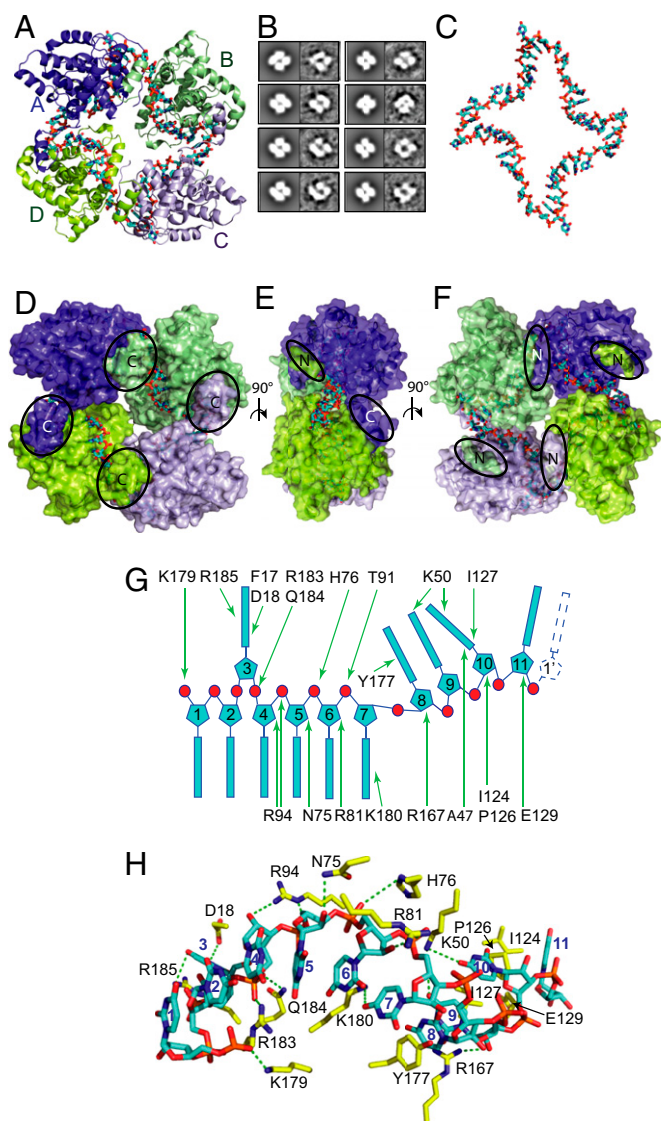 A B C
A B
D C
D E F
C C C C
90°
N C
90°
N N N N
G
K179 R185 F17 R183 H76 T91 K50 I127
D18 Q184
Y177
1 2 3 4 5 6 7 8 9 10 11 1'
R94 N75 R81 K180 R167 A47 I124
P126 E129
H
N75
R94 H76
D18 R81 P126 I124 11
R185 3 K50 10
4 5
2 6 I127
1 Q184 7 9 E129
R183 K180 8
K179 Y177 R167